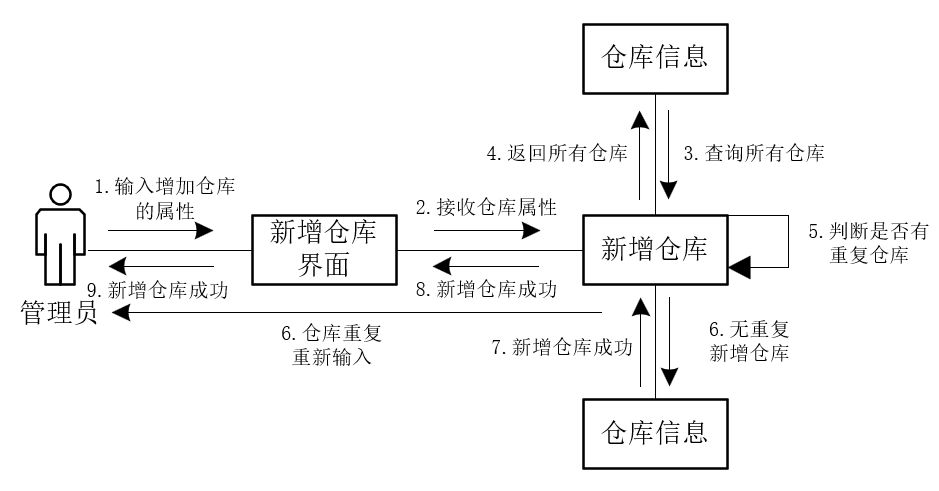 仓库信息
4.返回所有仓库
3.查询所有仓库
1.输入增加仓库
的属性
2.接收仓库属性
新增仓库
界面
新增仓库
5.判断是否有
重复仓库
9.新增仓库成功
8.新增仓库成功
管理员
6.仓库重复
重新输入
7.新增仓库成功
6.无重复
新增仓库
仓库信息